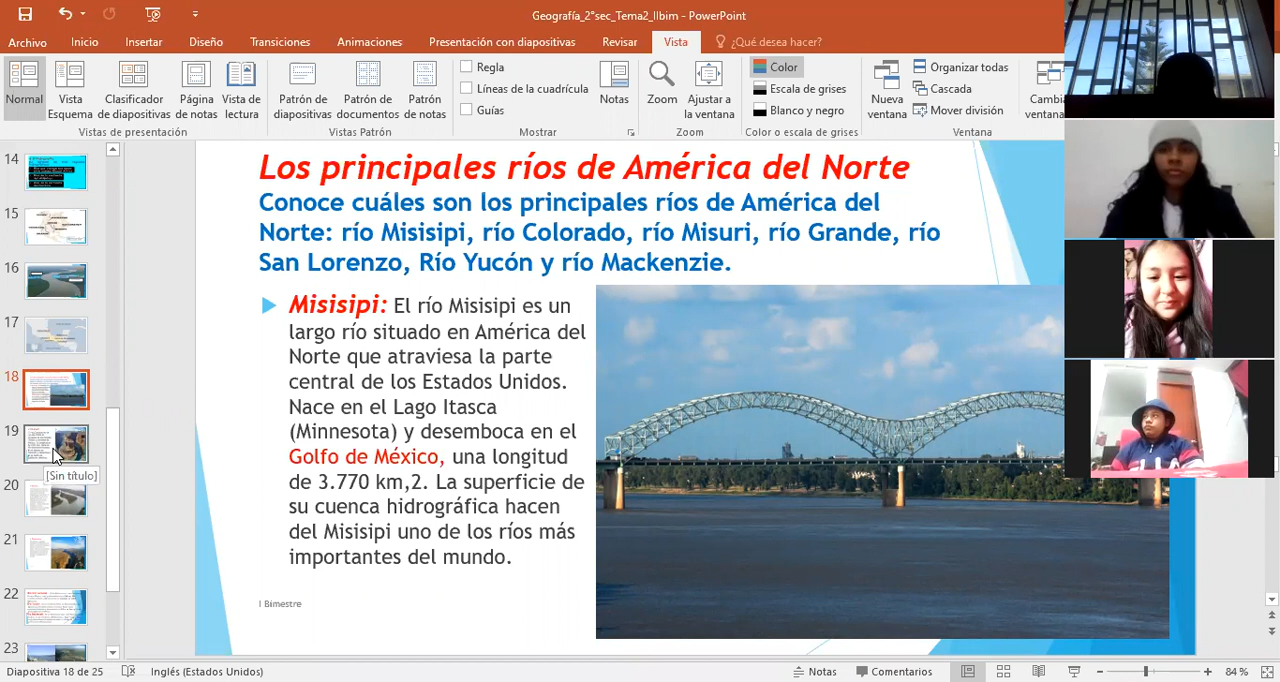 Geografía_2°sec_Tema2_IIbim - PowerPoint
Archivo Inicio Insertar Diseño Transiciones Animaciones Presentación con diapositivas Revisar Vista ¿Qué desea hacer?
Normal
Vista Esquema
Clasificador de diapositivas
Página de notas
Vista de lectura
Vistas de presentación
Patrón de diapositivas
Patrón de documentos
Patrón de notas
Vistas Patrón
Regla
Líneas de la cuadrícula
Guías
Mostrar
Notas
Zoom
Ajustar a la ventana
Zoom
Color
Escala de grises
Blanco y negro
Color o escala de grises
Nueva ventana
Organizar todas
Cascada
Mover división
Ventana
14
15
16
17
18
19
[Sin título]
20
21
22
23
Los principales ríos de América del Norte
Conoce cuáles son los principales ríos de América del
Norte: río Misisipi, río Colorado, río Misuri, río Grande, río
San Lorenzo, Río Yucón y río Mackenzie.
Misisipi: El río Misisipi es un
largo río situado en América del
Norte que atraviesa la parte
central de los Estados Unidos.
Nace en el Lago Itasca
(Minnesota) y desemboca en el
Golfo de México, una longitud
de 3.770 km,2. La superficie de
su cuenca hidrográfica hacen
del Misisipi uno de los ríos más
importantes del mundo.
I Bimestre
Diapositiva 18 de 25 Inglés (Estados Unidos) Notas Comentarios 84 %